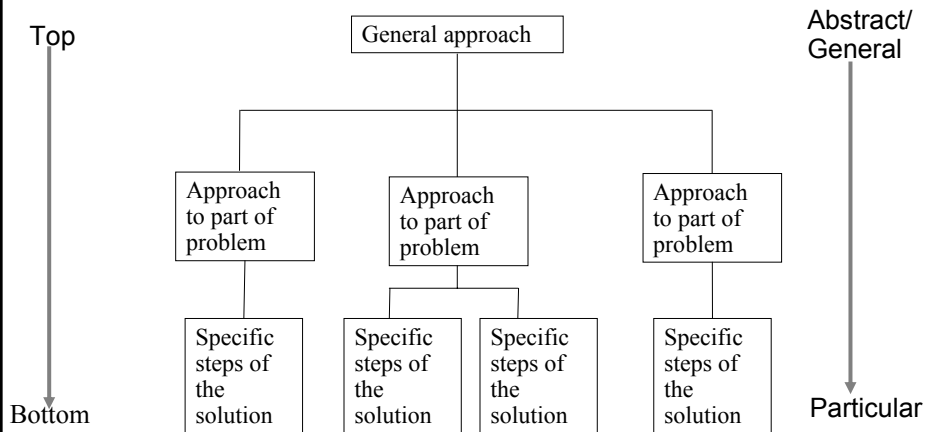 Top
General approach
Abstract/
General
Approach
to part of
problem
Approach
to part of
problem
Approach
to part of
problem
Specific
steps of
the
solution
Specific
steps of
the
solution
Specific
steps of
the
solution
Specific
steps of
the
solution
Bottom
Particular